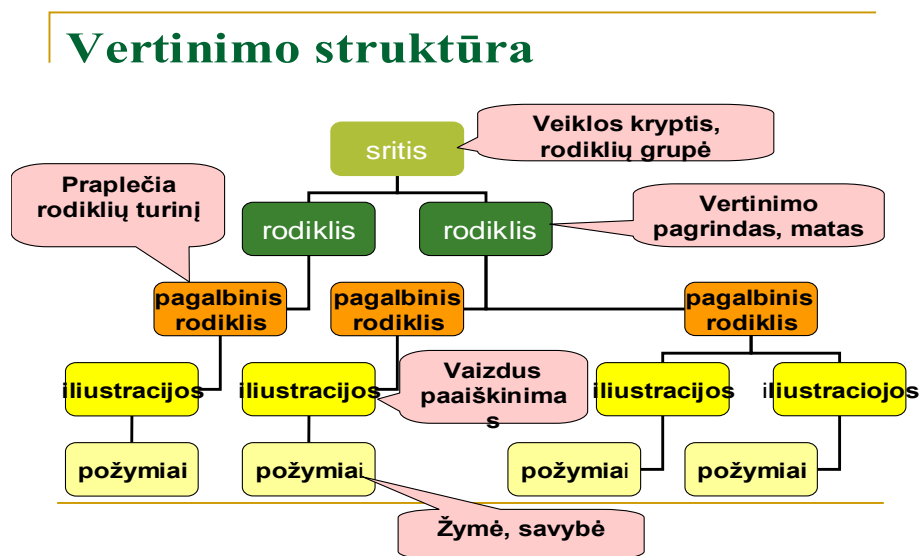 Vertinimo struktūra
Veiklos kryptis,
rodiklių grupė
sritis
Praplečia
rodiklių turinį
rodiklis
rodiklis
Vertinimo
pagrindas, matas
pagalbinis
rodiklis
pagalbinis
rodiklis
pagalbinis
rodiklis
iliustracijos
iliustracijos
Vaizdus
paaiškinima
s
iliustracijos
iliustraciojos
požymiai
požymiai
požymiai
požymiai
Žymė, savybė